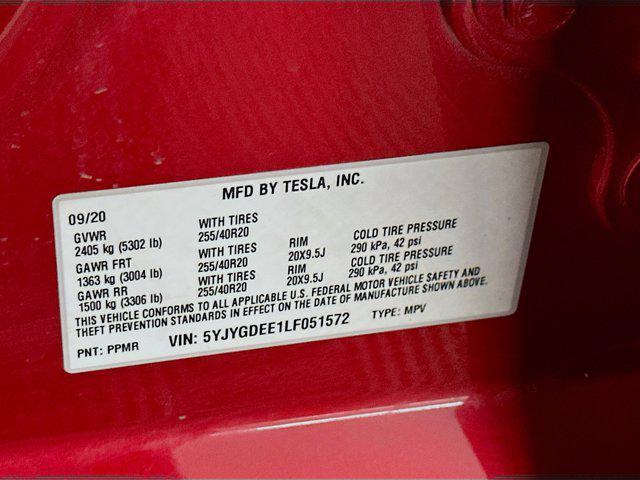 MFD BY TESLA, INC.
09/20
GVWR WITH TIRES
2405 kg (5302 lb) 255/40R20
GAWR FRT WITH TIRES RIM COLD TIRE PRESSURE
1363 kg (3004 lb) 255/40R20 20X9.5J 290 kPa, 42 psi
GAWR RR WITH TIRES RIM COLD TIRE PRESSURE
1500 kg (3306 lb) 255/40R20 20X9.5J 290 kPa, 42 psi
THIS VEHICLE CONFORMS TO ALL APPLICABLE U.S. FEDERAL MOTOR VEHICLE SAFETY AND
THEFT PREVENTION STANDARDS IN EFFECT ON THE DATE OF MANUFACTURE SHOWN ABOVE.
PNT: PPMR VIN: 5YJYGDEE1LF051572 TYPE: MPV